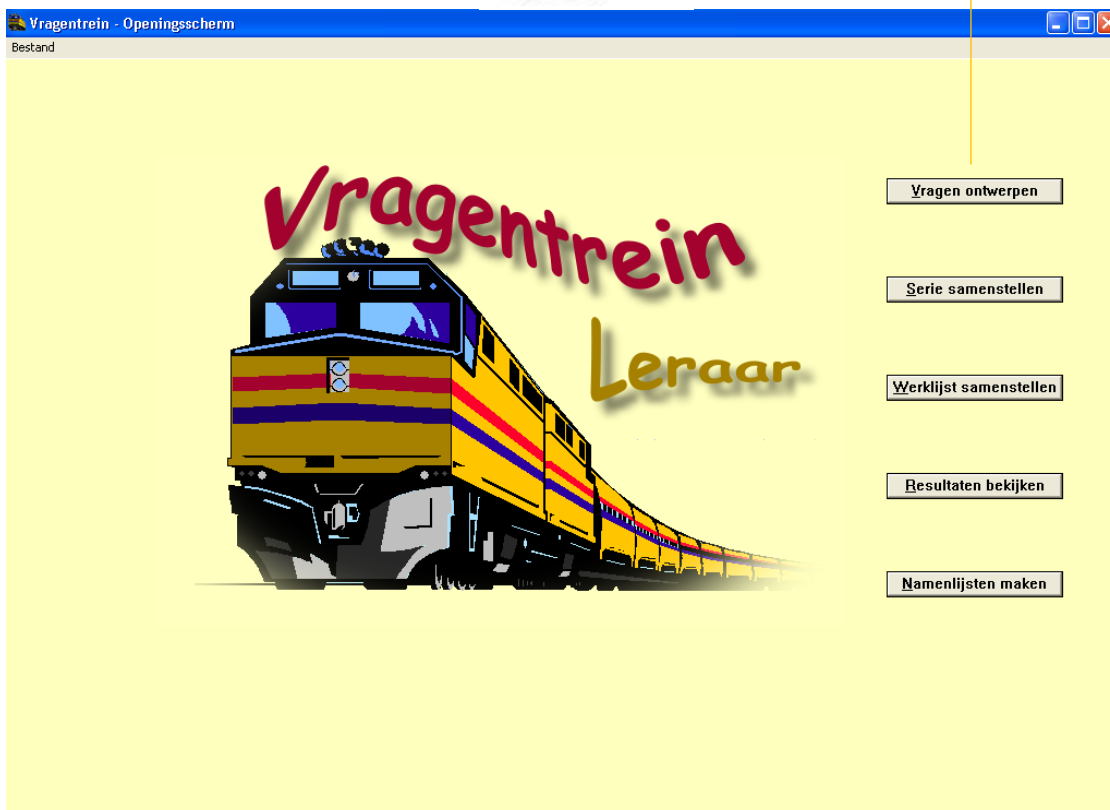 Vragentrein - Openingsscherm
Bestand
Vragentrein
Leraar
Vragen ontwerpen
Serie samenstellen
Werklijst samenstellen
Resultaten bekijken
Namenlijsten maken